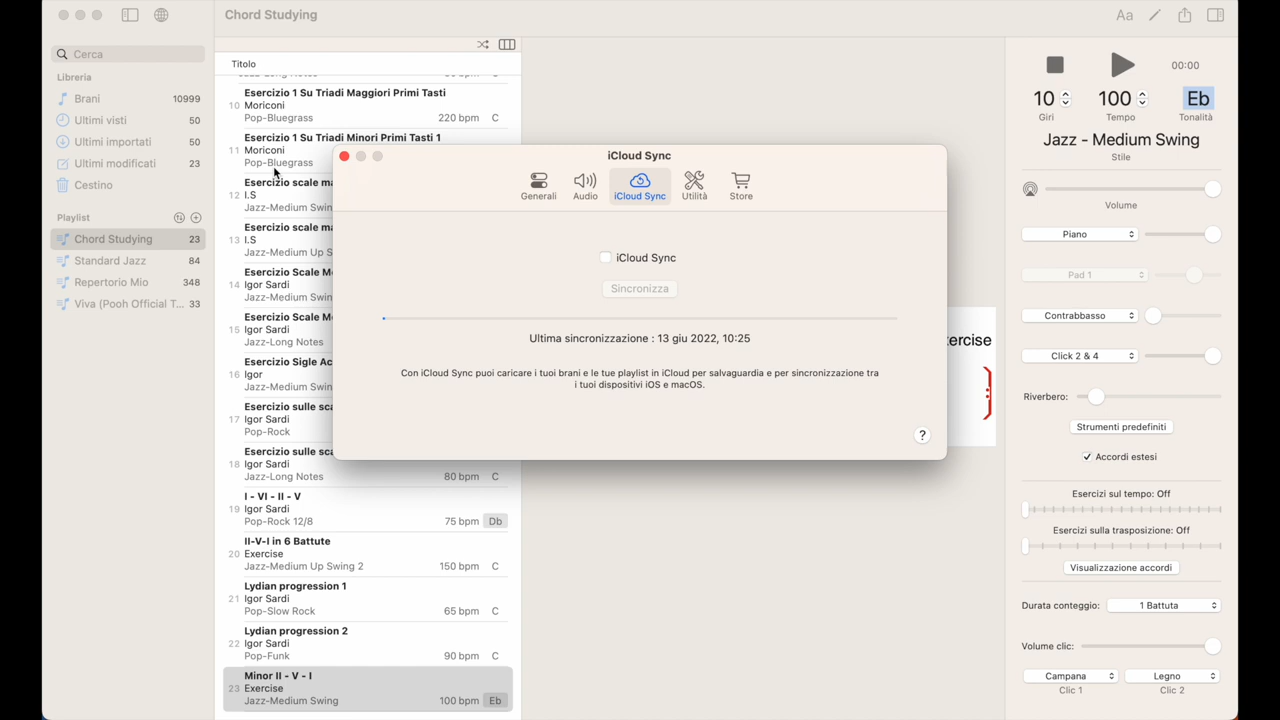 Chord Studying
Aa
Cerca
Libreria
Brani 10999
Ultimi visti 50
Ultimi importati 50
Ultimi modificati 23
Cestino
Playlist
Chord Studying 23
Standard Jazz 84
Repertorio Mio 348
Viva (Pooh Official T... 33
Titolo
10 Esercizio 1 Su Triadi Maggiori Primi Tasti
Moriconi
Pop-Bluegrass 220 bpm C
11 Esercizio 1 Su Triadi Minori Primi Tasti 1
Moriconi
Pop-Bluegrass
12 Esercizio scale ma
I.S
Jazz-Medium Swin
13 Esercizio scale ma
I.S
Jazz-Medium Up S
14 Esercizio Scale Mo
Igor Sardi
Jazz-Medium Swin
15 Esercizio Scale Mo
Igor Sardi
Jazz-Long Notes
16 Esercizio Sigle Ac
Igor
Jazz-Medium Swin
17 Esercizio sulle sca
Igor Sardi
Pop-Rock
18 Esercizio sulle sca
Igor Sardi
Jazz-Long Notes 80 bpm C
19 I - VI - II - V
Igor Sardi
Pop-Rock 12/8 75 bpm Db
20 II-V-I in 6 Battute
Exercise
Jazz-Medium Up Swing 2 150 bpm C
21 Lydian progression 1
Igor Sardi
Pop-Slow Rock 65 bpm C
22 Lydian progression 2
Igor Sardi
Pop-Funk 90 bpm C
23 Minor II - V - I
Exercise
Jazz-Medium Swing 100 bpm Eb
iCloud Sync
Generali Audio iCloud Sync Utilità Store
iCloud Sync
Sincronizza
Ultima sincronizzazione : 13 giu 2022, 10:25
Con iCloud Sync puoi caricare i tuoi brani e le tue playlist in iCloud per salvaguardia e per sincronizzazione tra
i tuoi dispositivi iOS e macOS.
?
ercise
00:00
10 100 Eb
Giri Tempo Tonalità
Jazz - Medium Swing
Stile
Volume
Piano
Pad 1
Contrabbasso
Click 2 & 4
Riverbero:
Strumenti predefiniti
Accordi estesi
Esercizi sul tempo: Off
Esercizi sulla trasposizione: Off
Visualizzazione accordi
Durata conteggio: 1 Battuta
Volume clic:
Campana Legno
Clic 1 Clic 2